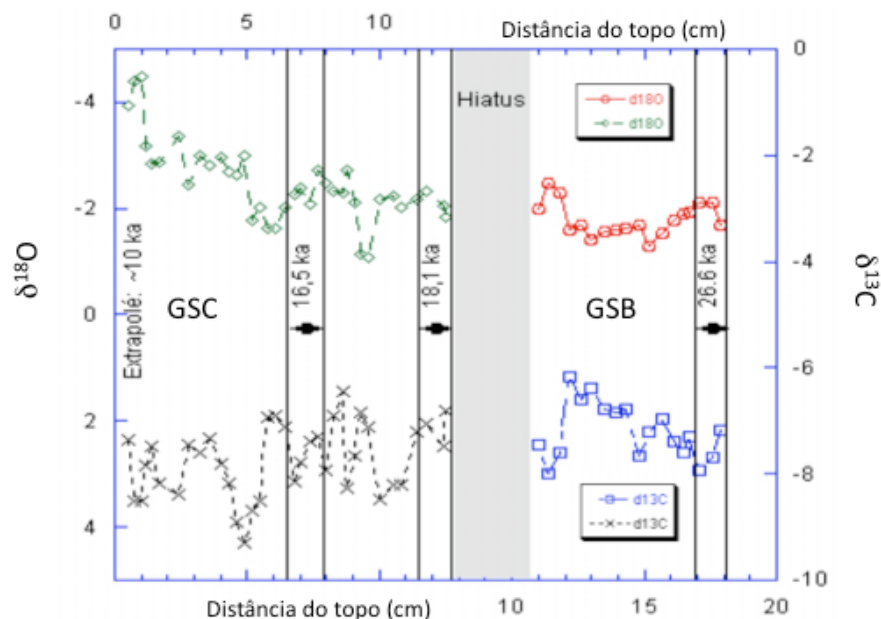 0 5 10
Distância do topo (cm)
0
-4
Hiatus
d18O
d18O
-2
-2
δ18O
Extrapolé: ~10 ka
GSC
16,5 ka
18,1 ka
GSB
26.6 ka
δ13C
-4
0
-6
2
-8
d13C
d13C
4
-10
Distância do topo (cm)
10 15 20